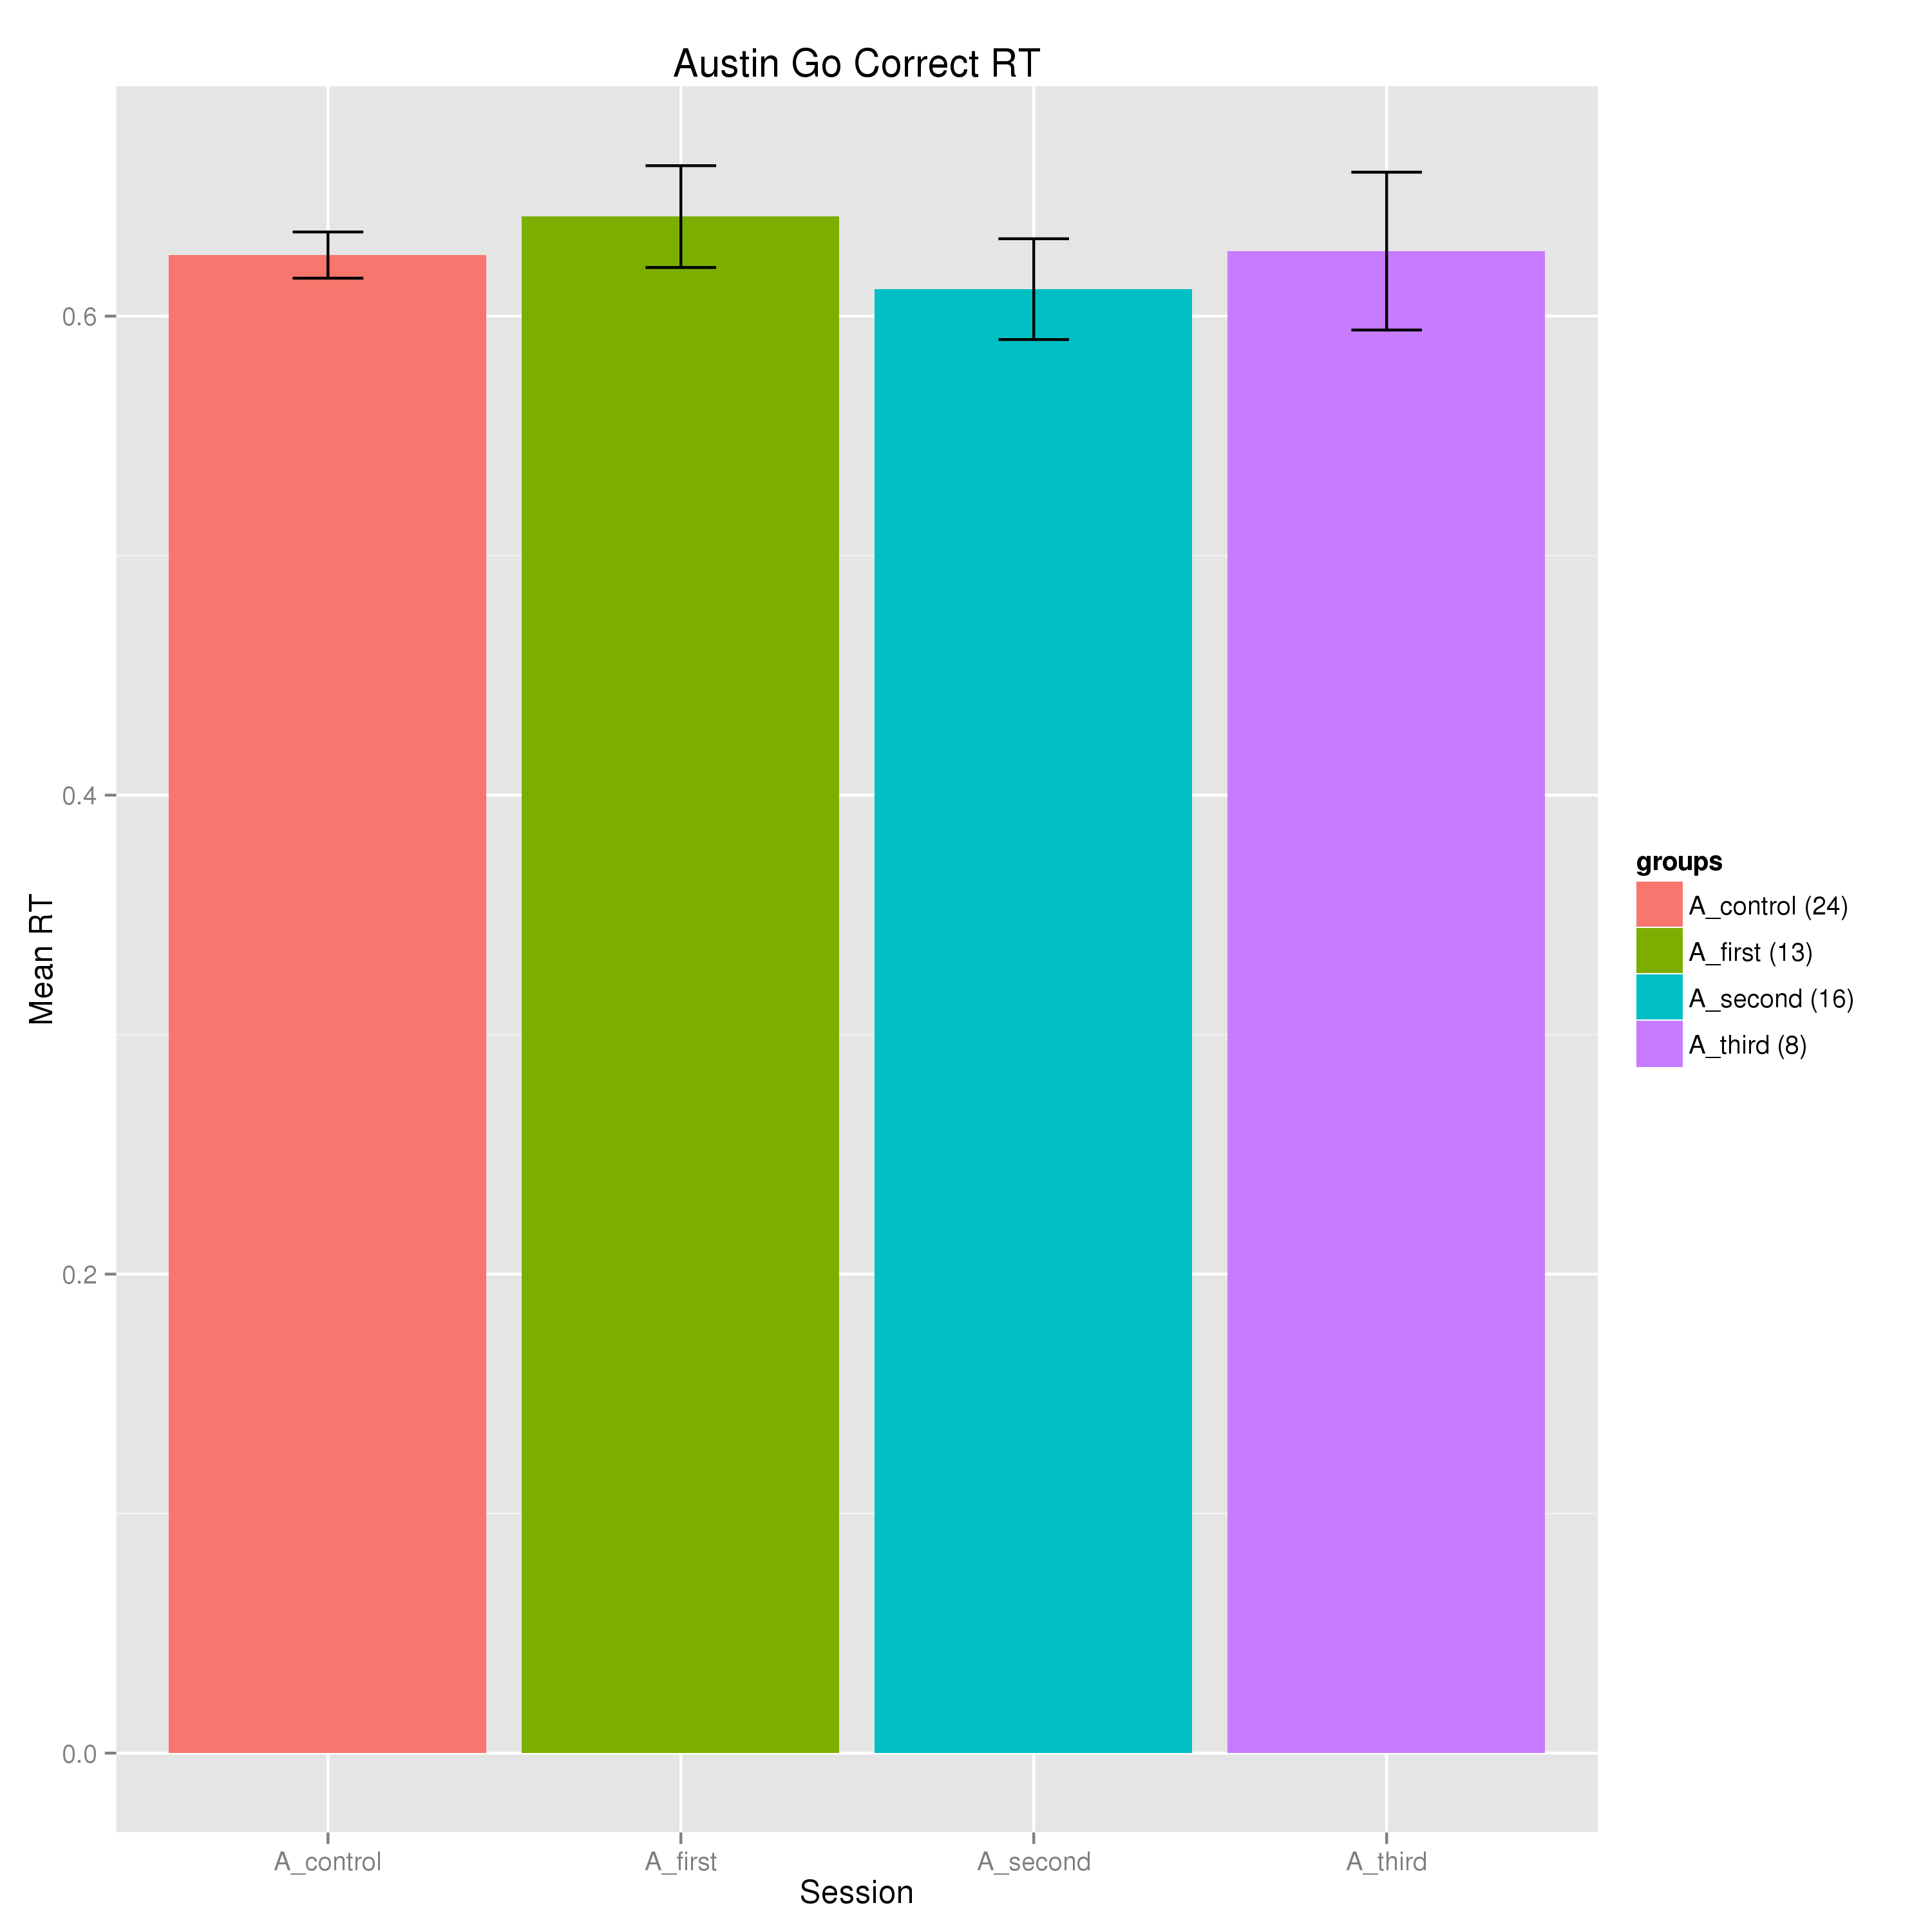 Austin Go Correct RT
Mean RT
0.6
0.4
0.2
0.0
A_control
A_first
A_second
A_third
Session
groups
A_control (24)
A_first (13)
A_second (16)
A_third (8)